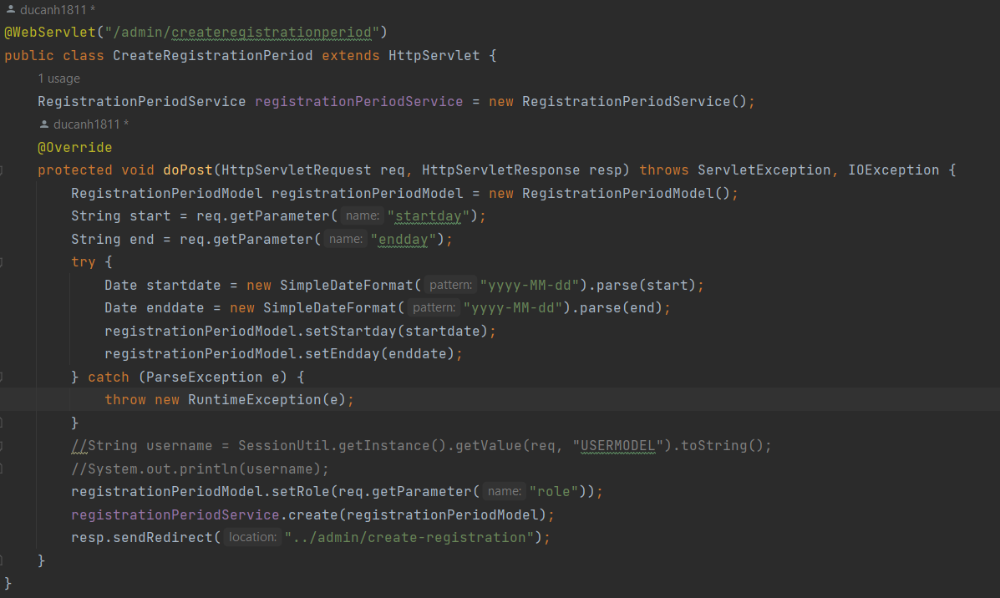 ducanh1811 *
@WebServlet("/admin/createregistrationperiod")
public class CreateRegistrationPeriod extends HttpServlet {
1 usage
RegistrationPeriodService registrationPeriodService = new RegistrationPeriodService();
ducanh1811 *
@Override
protected void doPost(HttpServletRequest req, HttpServletResponse resp) throws ServletException, IOException {
RegistrationPeriodModel registrationPeriodModel = new RegistrationPeriodModel();
String start = req.getParameter( name: "startday");
String end = req.getParameter( name: "endday");
try {
Date startdate = new SimpleDateFormat( pattern: "yyyy-MM-dd").parse(start);
Date enddate = new SimpleDateFormat( pattern: "yyyy-MM-dd").parse(end);
registrationPeriodModel.setStartday(startdate);
registrationPeriodModel.setEndday(enddate);
} catch (ParseException e) {
throw new RuntimeException(e);
}
//String username = SessionUtil.getInstance().getValue(req, "USERMODEL").toString();
//System.out.println(username);
registrationPeriodModel.setRole(req.getParameter( name: "role"));
registrationPeriodService.create(registrationPeriodModel);
resp.sendRedirect( location: "../admin/create-registration");
}
}